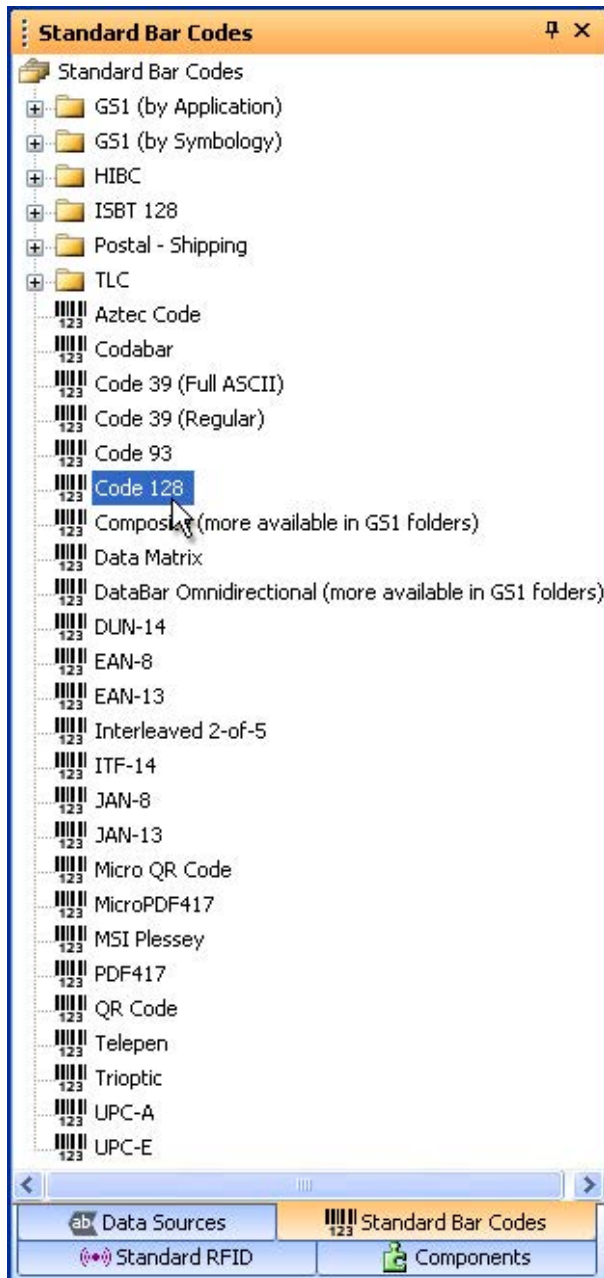 Standard Bar Codes
Standard Bar Codes
GS1 (by Application)
GS1 (by Symbology)
HIBC
ISBT 128
Postal - Shipping
TLC
Aztec Code
Codabar
Code 39 (Full ASCII)
Code 39 (Regular)
Code 93
Code 128
Composite (more available in GS1 folders)
Data Matrix
DataBar Omnidirectional (more available in GS1 folders)
DUN-14
EAN-8
EAN-13
Interleaved 2-of-5
ITF-14
JAN-8
JAN-13
Micro QR Code
MicroPDF417
MSI Plessey
PDF417
QR Code
Telepen
Trioptic
UPC-A
UPC-E
Data Sources Standard Bar Codes
Standard RFID Components